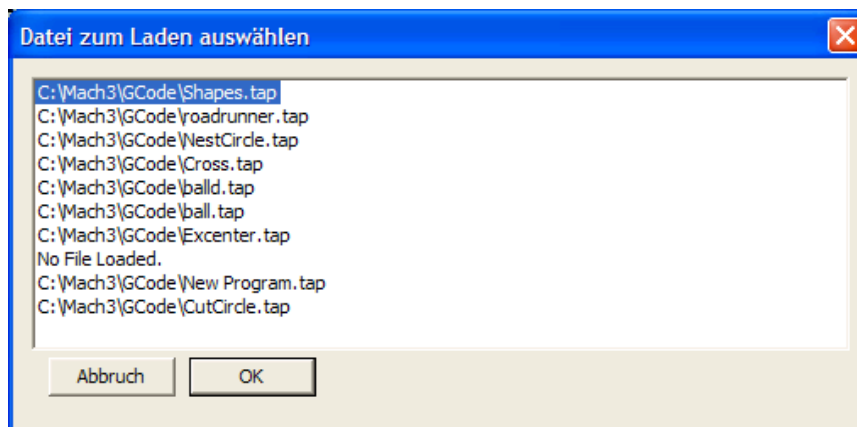 Datei zum Laden auswählen
C:\Mach3\GCode\Shapes.tap
C:\Mach3\GCode\roadrunner.tap
C:\Mach3\GCode\NestCircle.tap
C:\Mach3\GCode\Cross.tap
C:\Mach3\GCode\balld.tap
C:\Mach3\GCode\ball.tap
C:\Mach3\GCode\Excenter.tap
No File Loaded.
C:\Mach3\GCode\New Program.tap
C:\Mach3\GCode\CutCircle.tap
Abbruch OK